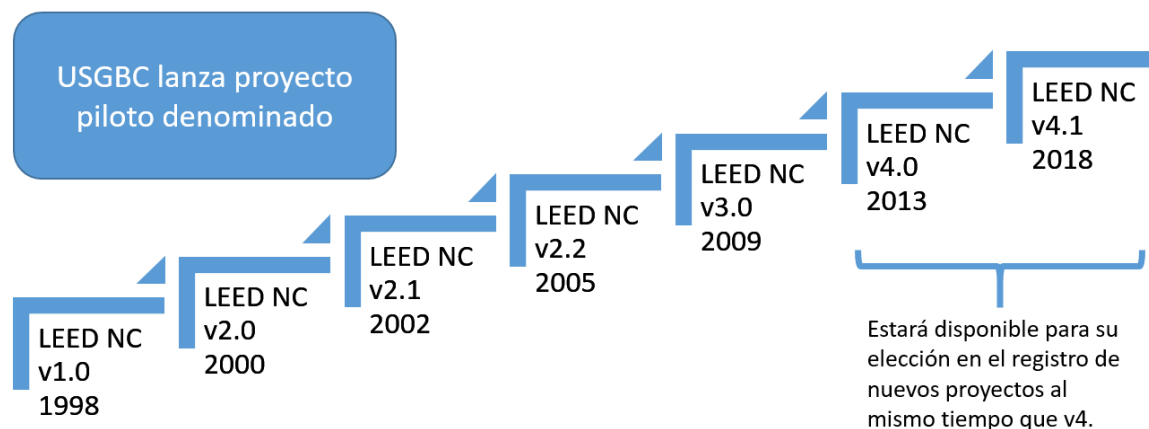 USGBC lanza proyecto
piloto denominado
LEED NC
v1.0
1998
LEED NC
v2.0
2000
LEED NC
v2.1
2002
LEED NC
v2.2
2005
LEED NC
v3.0
2009
LEED NC
v4.0
2013
LEED NC
v4.1
2018
Estará disponible para su
elección en el registro de
nuevos proyectos al
mismo tiempo que v4.